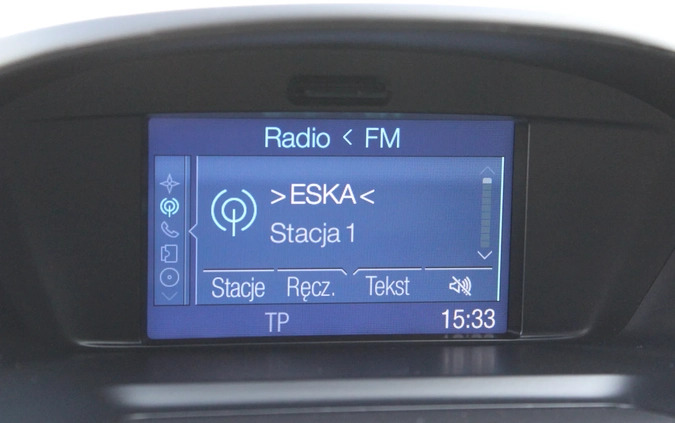 Radio < FM
>ESKA<
Stacja 1
Stacje Ręcz. Tekst
TP 15:33